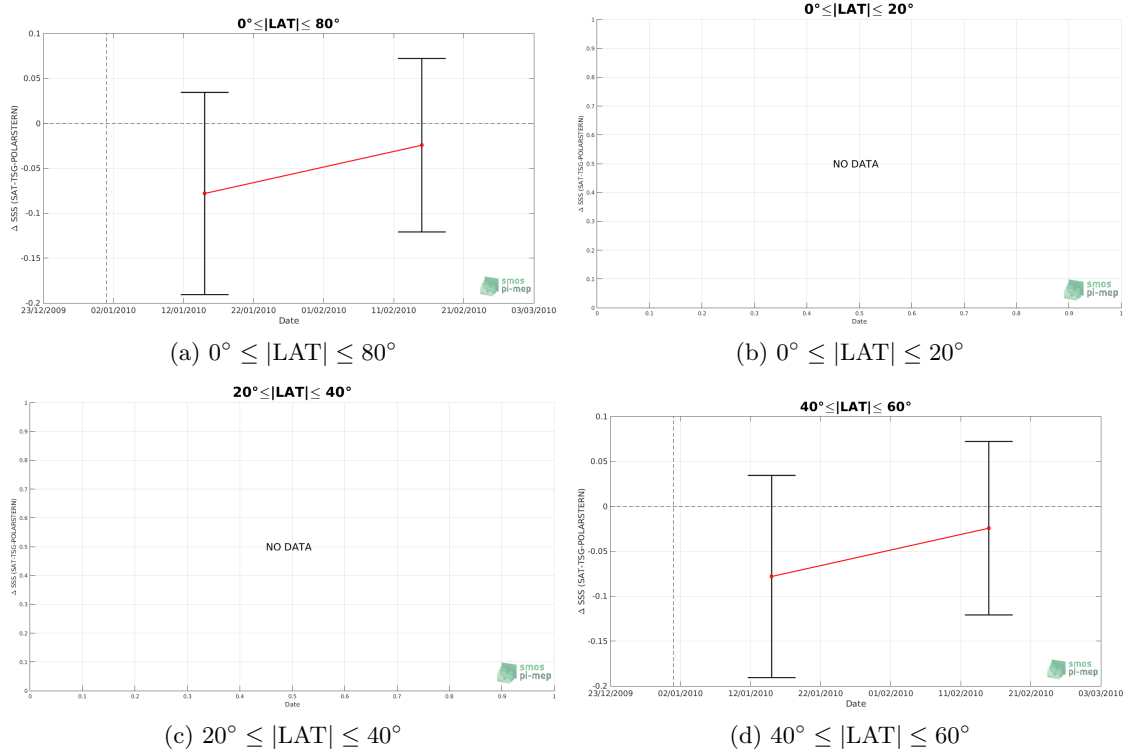 0°≤|LAT|≤ 80°
0.1
0.05
0
-0.05
-0.1
-0.15
-0.2
Δ SSS (SAT-TSG-POLARSTERN)
23/12/2009 02/01/2010 12/01/2010 22/01/2010 01/02/2010 11/02/2010 21/02/2010 03/03/2010
Date
smos
pi-mep
(a) 0° ≤ |LAT| ≤ 80°
0°≤|LAT|≤ 20°
1
0.9
0.8
0.7
0.6
0.5
0.4
0.3
0.2
0.1
0
Δ SSS (SAT-TSG-POLARSTERN)
NO DATA
0 0.1 0.2 0.3 0.4 0.5 0.6 0.7 0.8 0.9 1
Date
smos
pi-mep
(b) 0° ≤ |LAT| ≤ 20°
20°≤|LAT|≤ 40°
1
0.9
0.8
0.7
0.6
0.5
0.4
0.3
0.2
0.1
0
Δ SSS (SAT-TSG-POLARSTERN)
NO DATA
0 0.1 0.2 0.3 0.4 0.5 0.6 0.7 0.8 0.9 1
Date
smos
pi-mep
(c) 20° ≤ |LAT| ≤ 40°
40°≤|LAT|≤ 60°
0.1
0.05
0
-0.05
-0.1
-0.15
-0.2
Δ SSS (SAT-TSG-POLARSTERN)
23/12/2009 02/01/2010 12/01/2010 22/01/2010 01/02/2010 11/02/2010 21/02/2010 03/03/2010
Date
smos
pi-mep
(d) 40° ≤ |LAT| ≤ 60°